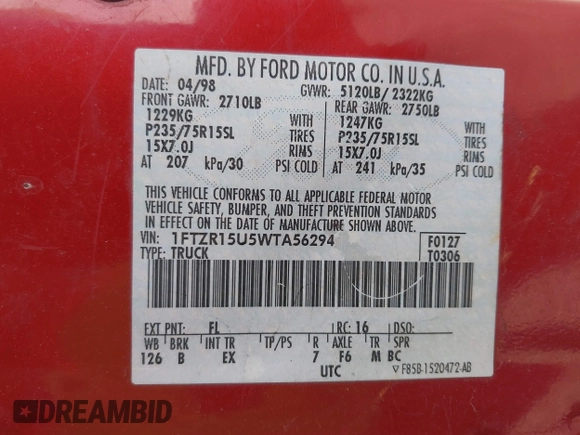 MFD. BY FORD MOTOR CO. IN U.S.A.
DATE: 04/98 GVWR: 5120LB/ 2322KG
FRONT GAWR: 2710LB REAR GAWR: 2750LB
1229KG WITH 1247KG WITH
P235/75R15SL TIRES P235/75R15SL TIRES
15X7.0J RIMS 15X7.0J RIMS
AT 207 kPa/30 PSI COLD AT 241 kPa/35 PSI COLD
THIS VEHICLE CONFORMS TO ALL APPLICABLE FEDERAL MOTOR
VEHICLE SAFETY, BUMPER, AND THEFT PREVENTION STANDARDS
IN EFFECT ON THE DATE OF MANUFACTURE SHOWN ABOVE.
VIN: 1FTZR15U5WTA56294 F0127
TYPE: TRUCK T0306
EXT PNT: FL RC: 16 DSO:
WB BRK INT TR TP/PS R AXLE TR SPR
126 B EX 7 F6 M BC
UTC F85B-1520472-AB
DREAMBID